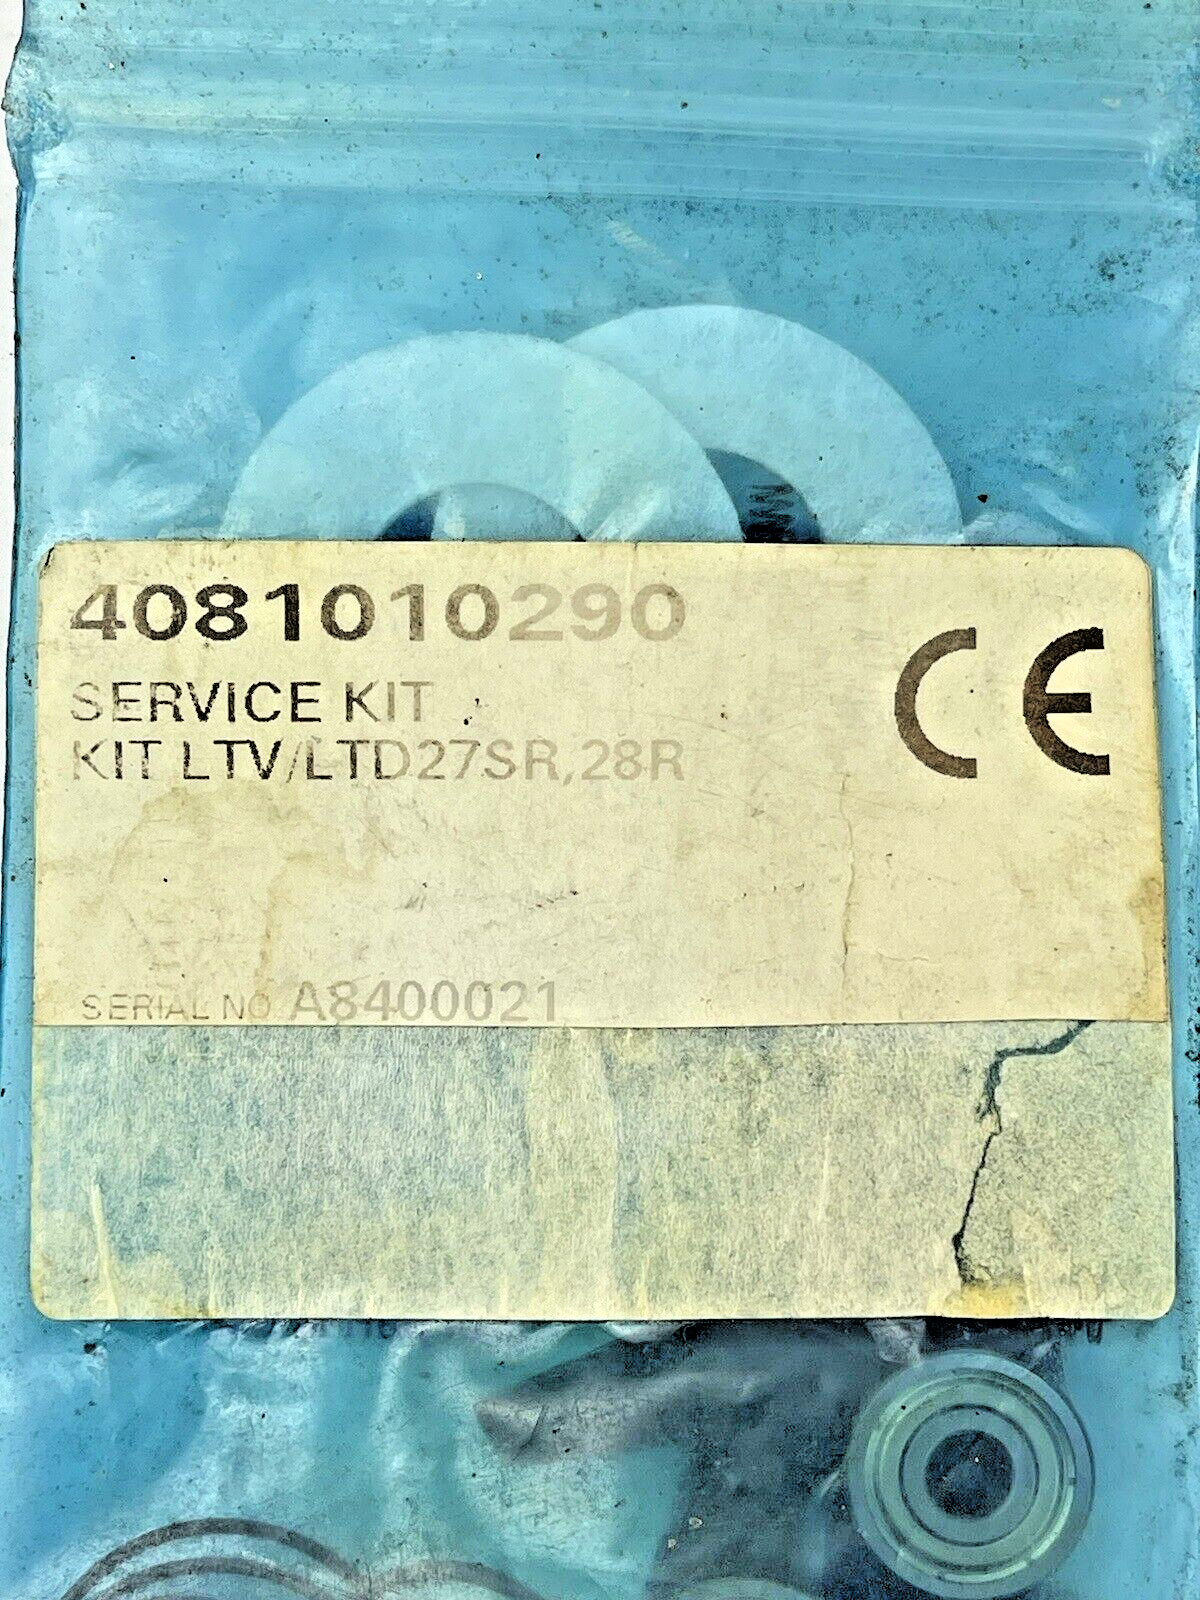 4081010290
CE
SERVICE KIT
KIT LTV/LTD27SR,28R
SERIAL NO A8400021